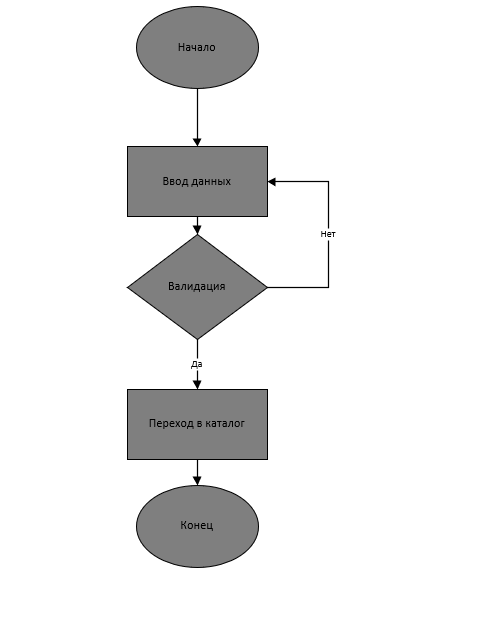 Начало
Ввод данных
Нет
Валидация
Да
Переход в каталог
Конец